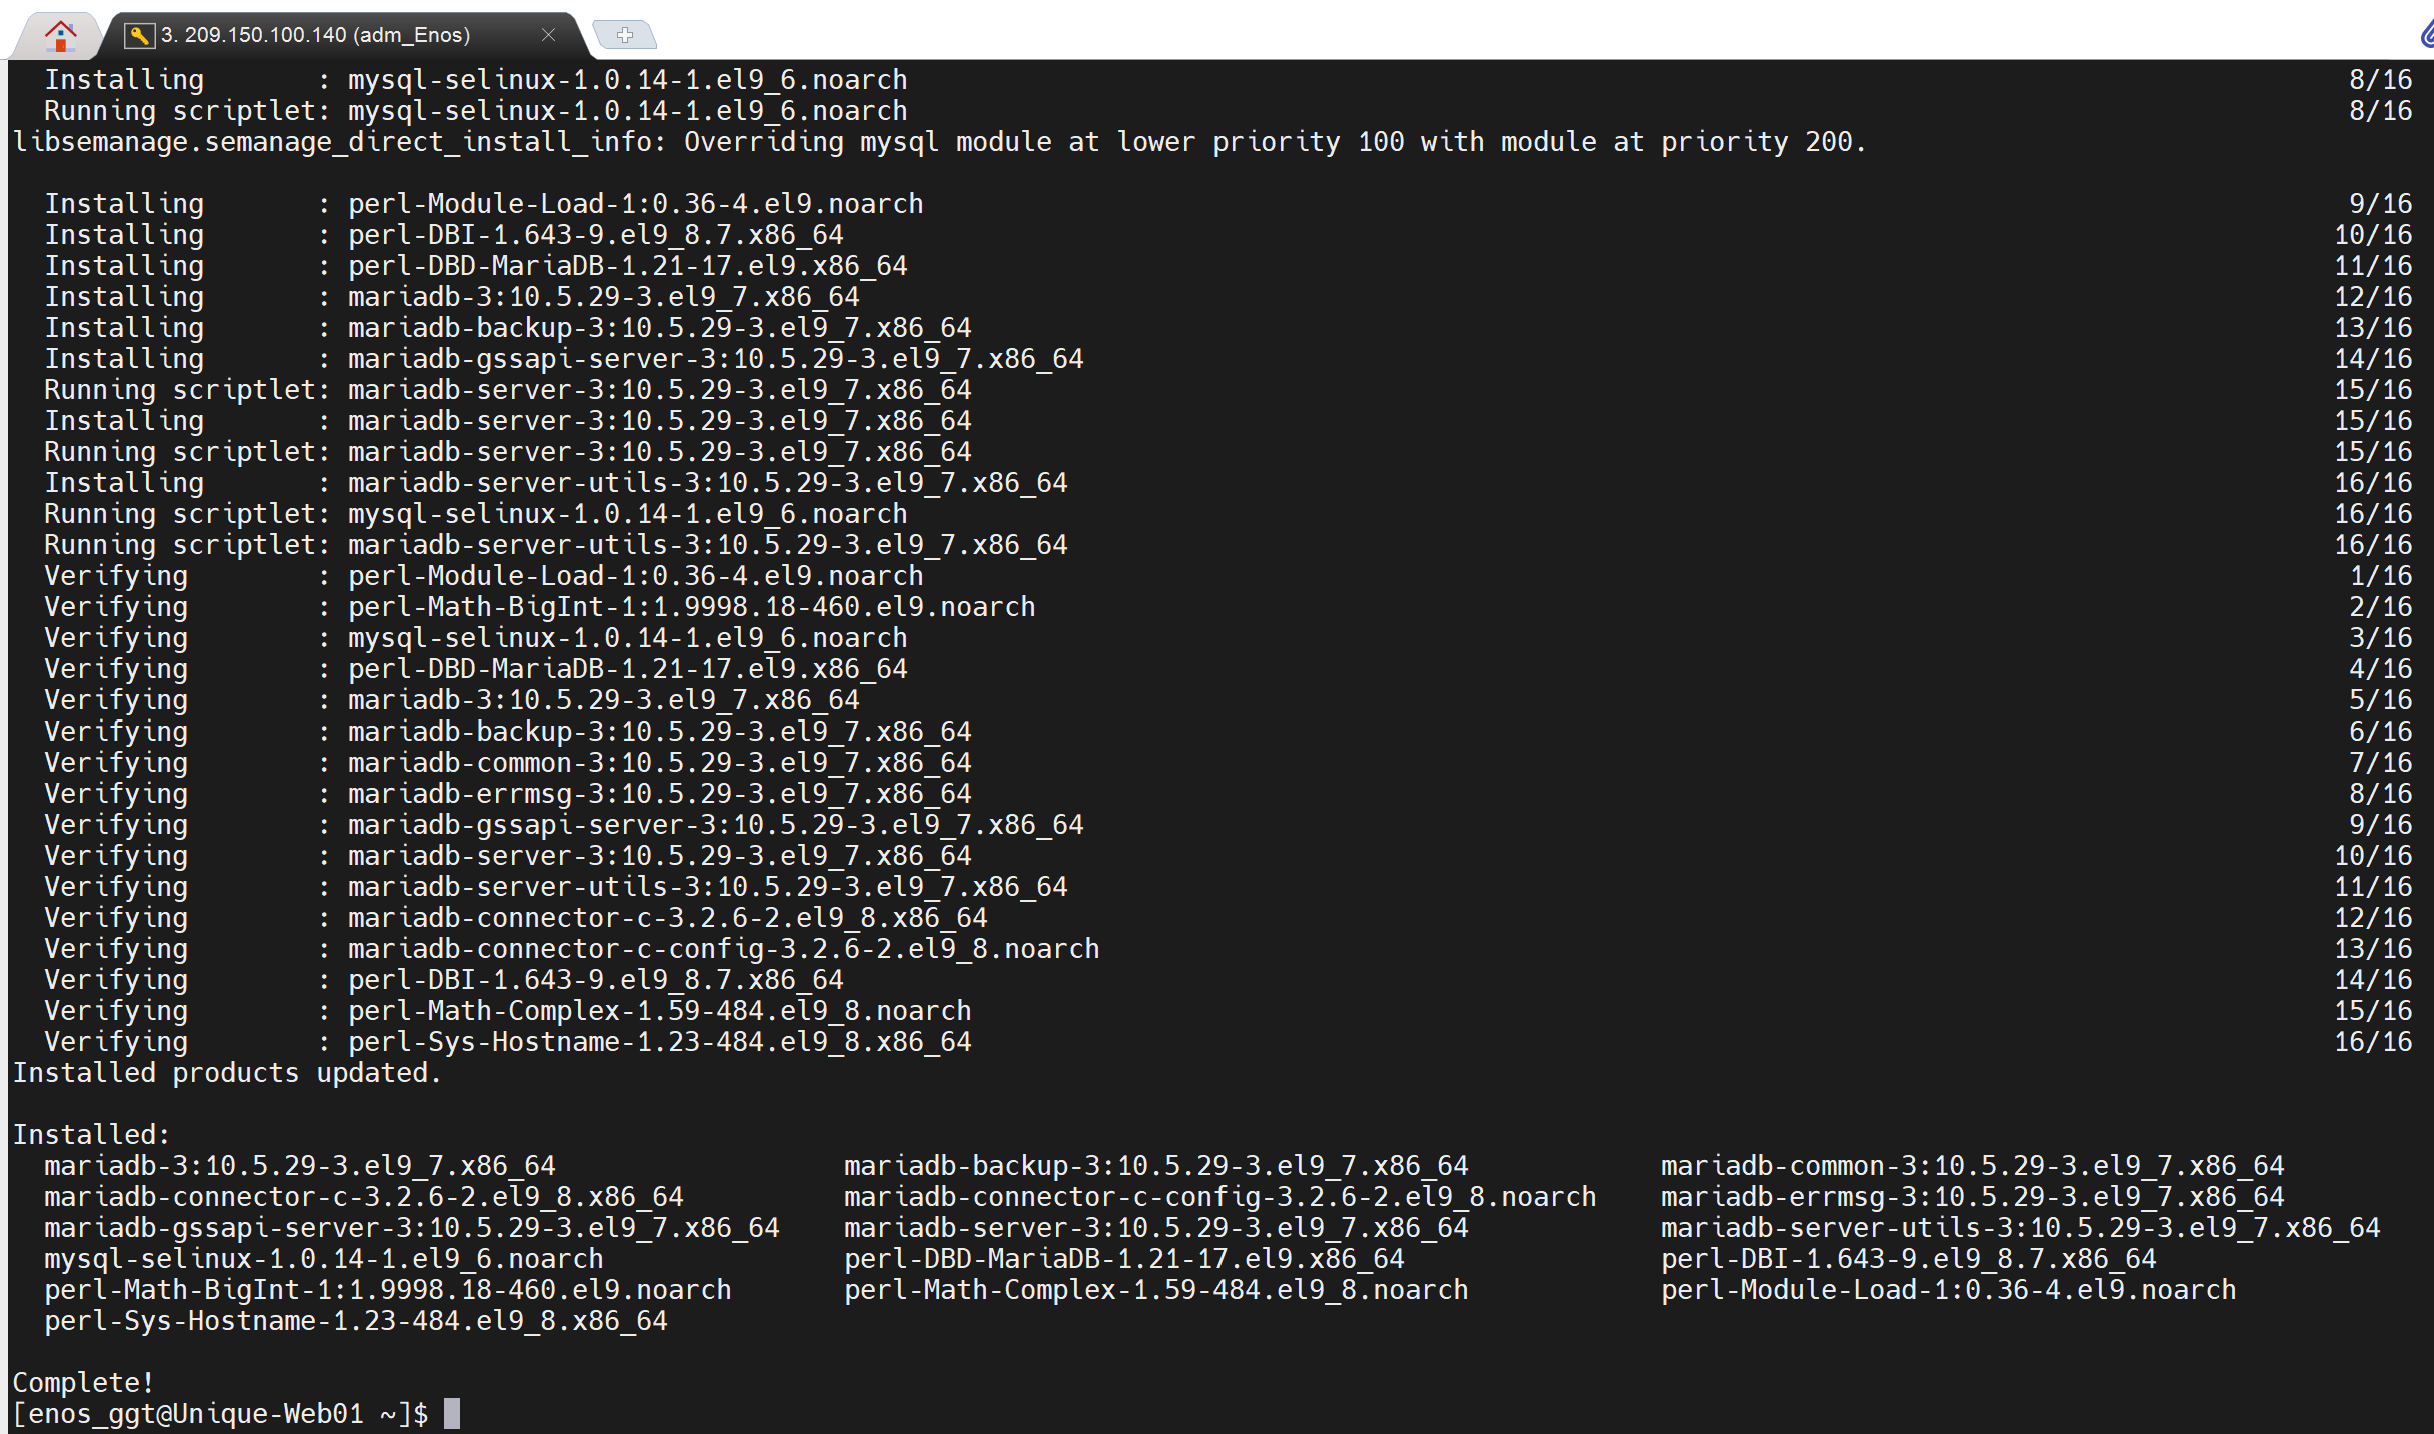 3. 209.150.100.140 (adm_Enos)
Installing : mysql-selinux-1.0.14-1.el9_6.noarch 8/16
Running scriptlet: mysql-selinux-1.0.14-1.el9_6.noarch 8/16
libsemanage.semanage_direct_install_info: Overriding mysql module at lower priority 100 with module at priority 200.
Installing : perl-Module-Load-1:0.36-4.el9.noarch 9/16
Installing : perl-DBI-1.643-9.el9_8.7.x86_64 10/16
Installing : perl-DBD-MariaDB-1.21-17.el9.x86_64 11/16
Installing : mariadb-3:10.5.29-3.el9_7.x86_64 12/16
Installing : mariadb-backup-3:10.5.29-3.el9_7.x86_64 13/16
Installing : mariadb-gssapi-server-3:10.5.29-3.el9_7.x86_64 14/16
Running scriptlet: mariadb-server-3:10.5.29-3.el9_7.x86_64 15/16
Installing : mariadb-server-3:10.5.29-3.el9_7.x86_64 15/16
Running scriptlet: mariadb-server-3:10.5.29-3.el9_7.x86_64 15/16
Installing : mariadb-server-utils-3:10.5.29-3.el9_7.x86_64 16/16
Running scriptlet: mysql-selinux-1.0.14-1.el9_6.noarch 16/16
Running scriptlet: mariadb-server-utils-3:10.5.29-3.el9_7.x86_64 16/16
Verifying : perl-Module-Load-1:0.36-4.el9.noarch 1/16
Verifying : perl-Math-BigInt-1:1.9998.18-460.el9.noarch 2/16
Verifying : mysql-selinux-1.0.14-1.el9_6.noarch 3/16
Verifying : perl-DBD-MariaDB-1.21-17.el9.x86_64 4/16
Verifying : mariadb-3:10.5.29-3.el9_7.x86_64 5/16
Verifying : mariadb-backup-3:10.5.29-3.el9_7.x86_64 6/16
Verifying : mariadb-common-3:10.5.29-3.el9_7.x86_64 7/16
Verifying : mariadb-errmsg-3:10.5.29-3.el9_7.x86_64 8/16
Verifying : mariadb-gssapi-server-3:10.5.29-3.el9_7.x86_64 9/16
Verifying : mariadb-server-3:10.5.29-3.el9_7.x86_64 10/16
Verifying : mariadb-server-utils-3:10.5.29-3.el9_7.x86_64 11/16
Verifying : mariadb-connector-c-3.2.6-2.el9_8.x86_64 12/16
Verifying : mariadb-connector-c-config-3.2.6-2.el9_8.noarch 13/16
Verifying : perl-DBI-1.643-9.el9_8.7.x86_64 14/16
Verifying : perl-Math-Complex-1.59-484.el9_8.noarch 15/16
Verifying : perl-Sys-Hostname-1.23-484.el9_8.x86_64 16/16
Installed products updated.
Installed:
mariadb-3:10.5.29-3.el9_7.x86_64 mariadb-backup-3:10.5.29-3.el9_7.x86_64 mariadb-common-3:10.5.29-3.el9_7.x86_64
mariadb-connector-c-3.2.6-2.el9_8.x86_64 mariadb-connector-c-config-3.2.6-2.el9_8.noarch mariadb-errmsg-3:10.5.29-3.el9_7.x86_64
mariadb-gssapi-server-3:10.5.29-3.el9_7.x86_64 mariadb-server-3:10.5.29-3.el9_7.x86_64 mariadb-server-utils-3:10.5.29-3.el9_7.x86_64
mysql-selinux-1.0.14-1.el9_6.noarch perl-DBD-MariaDB-1.21-17.el9.x86_64 perl-DBI-1.643-9.el9_8.7.x86_64
perl-Math-BigInt-1:1.9998.18-460.el9.noarch perl-Math-Complex-1.59-484.el9_8.noarch perl-Module-Load-1:0.36-4.el9.noarch
perl-Sys-Hostname-1.23-484.el9_8.x86_64
Complete!
[enos_ggt@Unique-Web01 ~]$